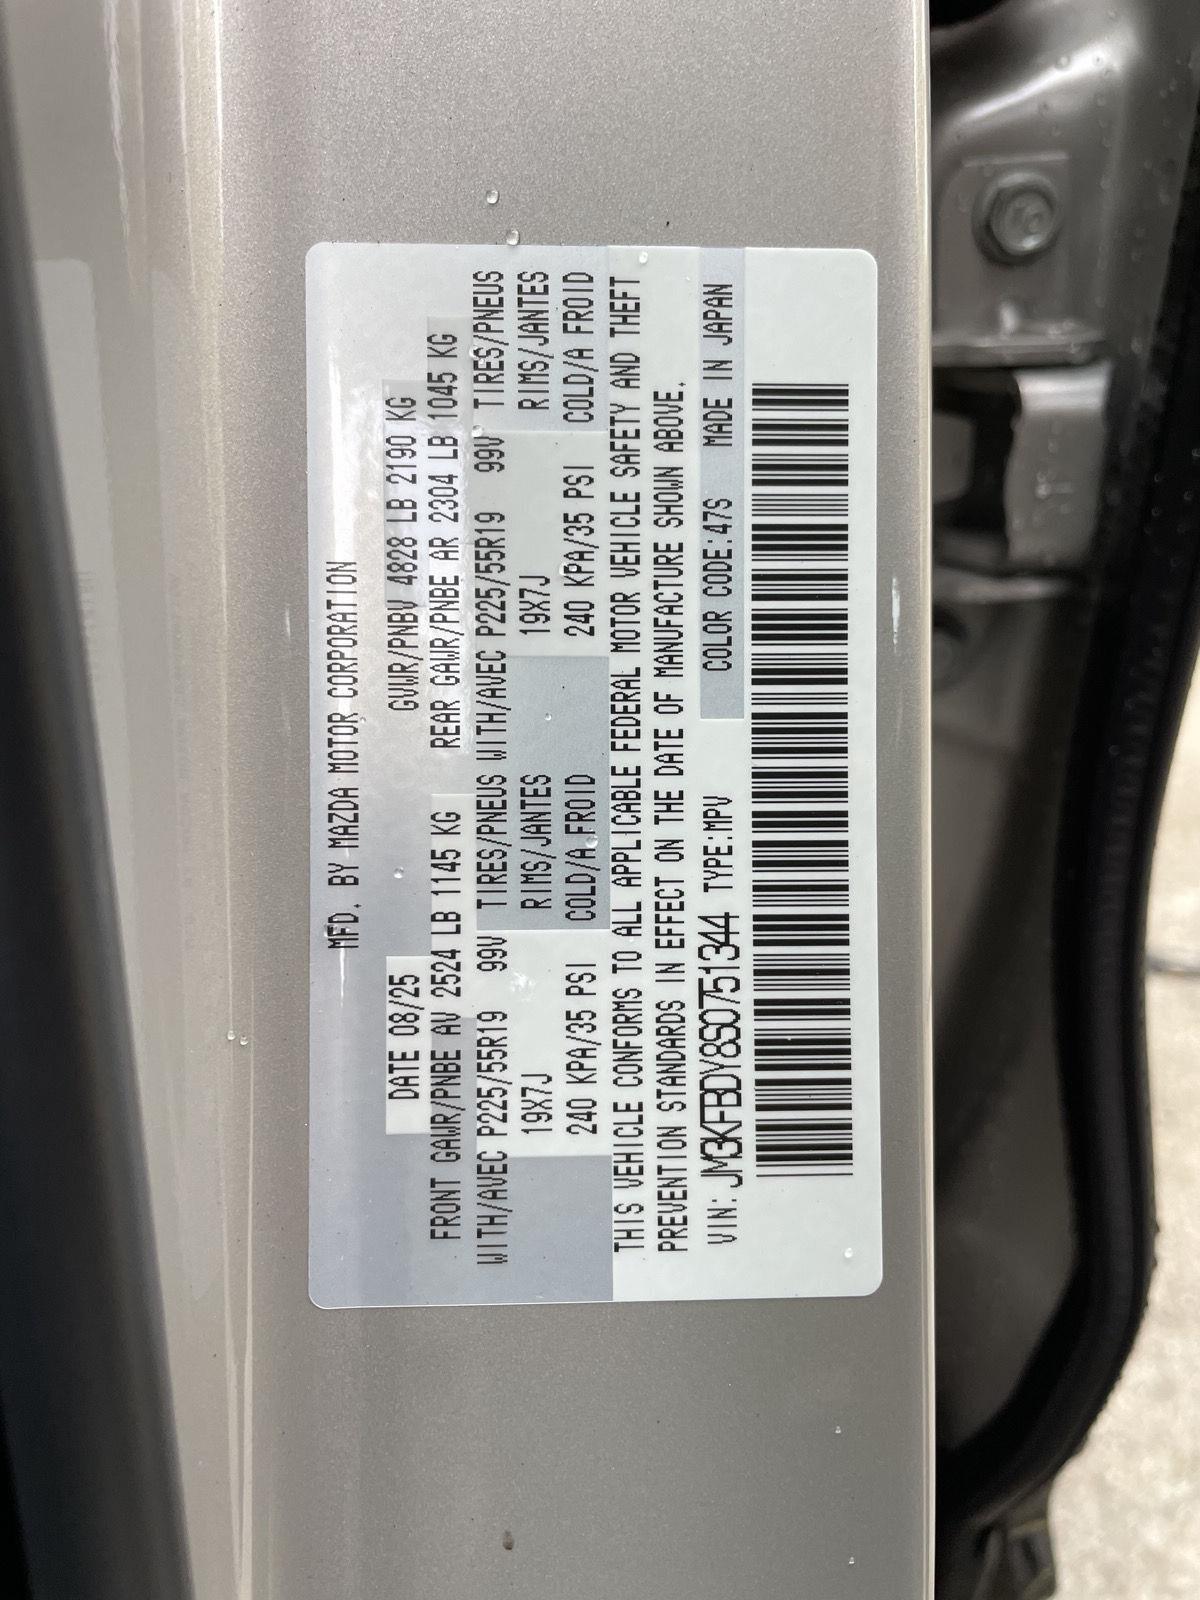 MFD. BY MAZDA MOTOR CORPORATION
DATE 08/25 GVWR/PNBV 4828 LB 2190 KG
FRONT GAWR/PNBE AV 2524 LB 1145 KG REAR GAWR/PNBE AR 2304 LB 1045 KG
WITH/AVEC P225/55R19 99V TIRES/PNEUS WITH/AVEC P225/55R19 99V TIRES/PNEUS
19X7J RIMS/JANTES 19X7J RIMS/JANTES
240 KPA/35 PSI COLD/A FROID 240 KPA/35 PSI COLD/A FROID
THIS VEHICLE CONFORMS TO ALL APPLICABLE FEDERAL MOTOR VEHICLE SAFETY AND THEFT
PREVENTION STANDARDS IN EFFECT ON THE DATE OF MANUFACTURE SHOWN ABOVE.
VIN: JM3KFBDY8S0751344 TYPE:MPV COLOR CODE:47S MADE IN JAPAN